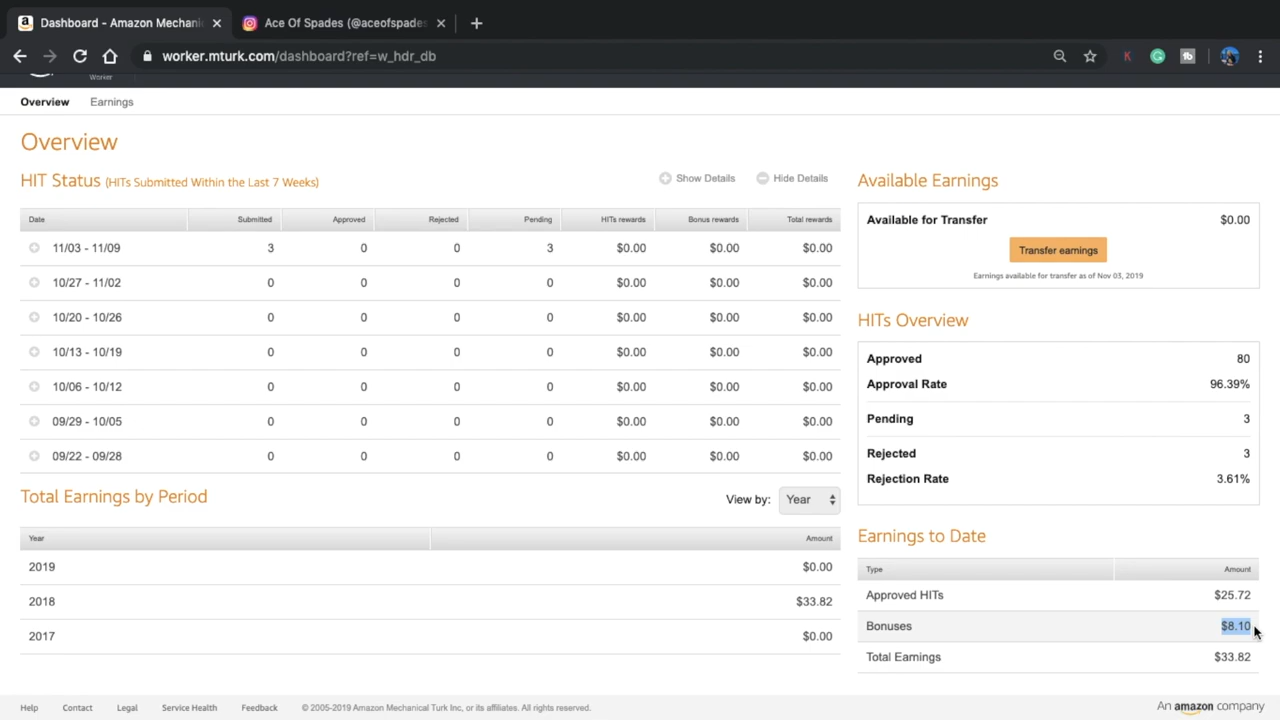 Dashboard - Amazon Mechani
Ace Of Spades (@aceofspades
worker.mturk.com/dashboard?ref=w_hdr_db
Worker
Overview Earnings
Overview
HIT Status (HITs Submitted Within the Last 7 Weeks)
Show Details Hide Details
Date Submitted Approved Rejected Pending HITs rewards Bonus rewards Total rewards
11/03 - 11/09 3 0 0 3 $0.00 $0.00 $0.00
10/27 - 11/02 0 0 0 0 $0.00 $0.00 $0.00
10/20 - 10/26 0 0 0 0 $0.00 $0.00 $0.00
10/13 - 10/19 0 0 0 0 $0.00 $0.00 $0.00
10/06 - 10/12 0 0 0 0 $0.00 $0.00 $0.00
09/29 - 10/05 0 0 0 0 $0.00 $0.00 $0.00
09/22 - 09/28 0 0 0 0 $0.00 $0.00 $0.00
Total Earnings by Period
View by: Year
Year Amount
2019 $0.00
2018 $33.82
2017 $0.00
Available Earnings
Available for Transfer $0.00
Transfer earnings
Earnings available for transfer as of Nov 03, 2019
HITs Overview
Approved 80
Approval Rate 96.39%
Pending 3
Rejected 3
Rejection Rate 3.61%
Earnings to Date
Type Amount
Approved HITs $25.72
Bonuses $8.10
Total Earnings $33.82
Help Contact Legal Service Health Feedback © 2005-2019 Amazon Mechanical Turk Inc, or its affiliates. All rights reserved. An amazon company